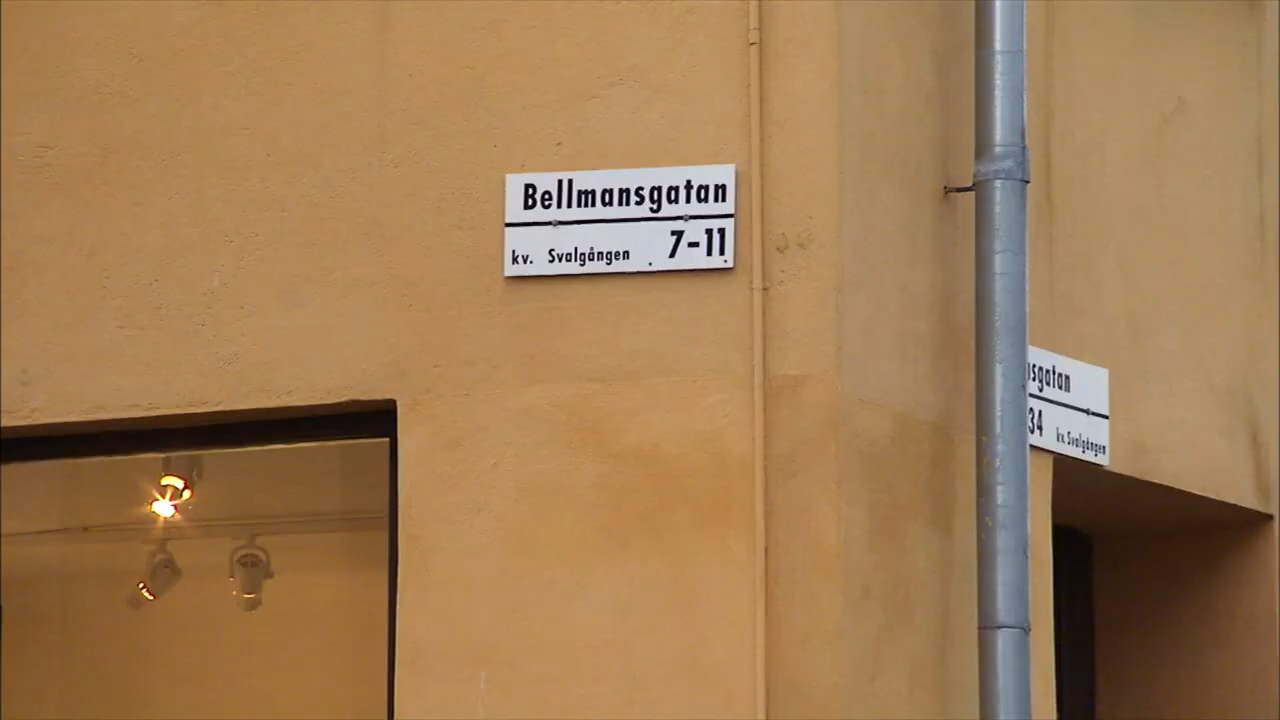 Bellmansgatan
kv. Svalgången 7-11
sgatan
34 kv. Svalgången